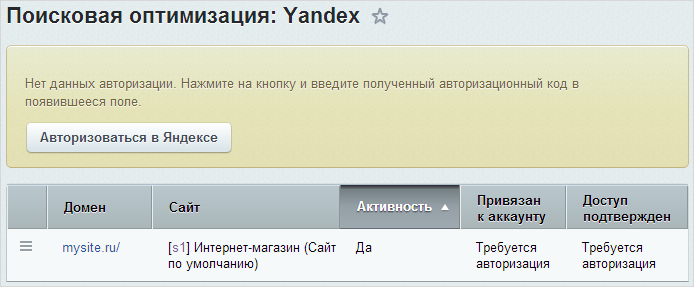 Поисковая оптимизация: Yandex
Нет данных авторизации. Нажмите на кнопку и введите полученный авторизационный код в
появившееся поле.
Авторизоваться в Яндексе
Домен Сайт Активность Привязан к аккаунту Доступ подтвержден
mysite.ru/ [s1] Интернет-магазин (Сайт по умолчанию) Да Требуется авторизация Требуется авторизация